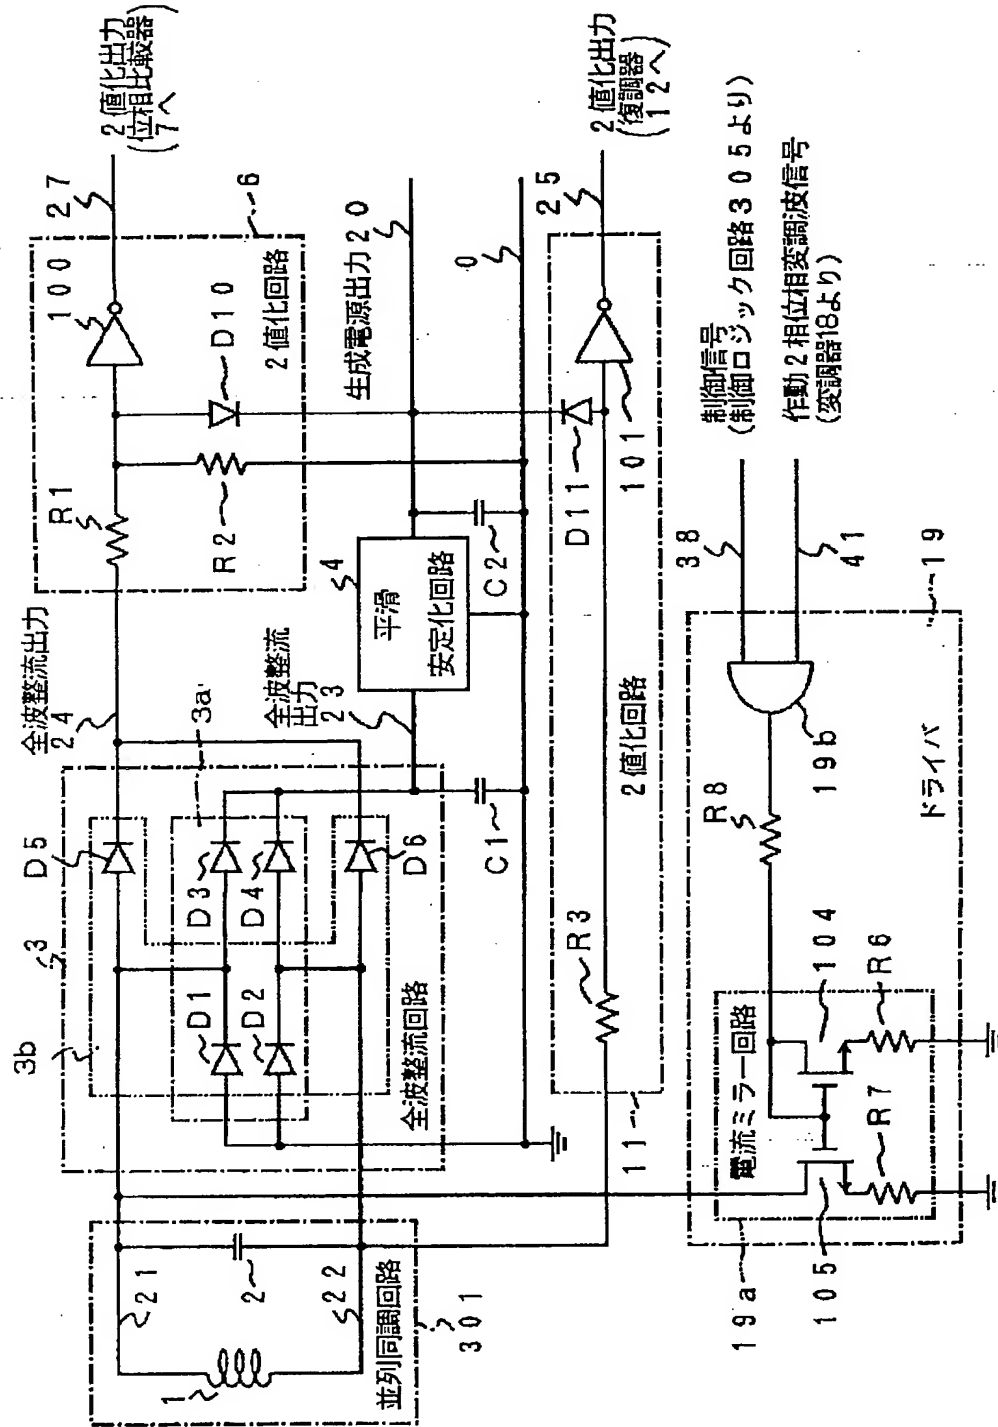 ２値化出力
(位相比較器)
７へ
２７
１００
６
D１０
２値化回路
R１
R２
全波整流出力
２４
生成電源出力２０
０
４
平滑
安定化回路
C２
全波整流
出力
２３
3a
３
3b
D５
D３
D４
D６
D１
D２
C１
全波整流回路
２１
２
２２
１
並列同調回路
３０１
２値化出力
(復調器)
(１２へ)
２５
D１１
１０１
２値化回路
R３
１１
制御信号
(制御ロジック回路３０５より)
作動２相位相変調波信号
(変調器18より)
３８
４１
１９
１９b
R８
ドライバ
１０４
R６
電流ミラー回路
R７
１９a
１０５